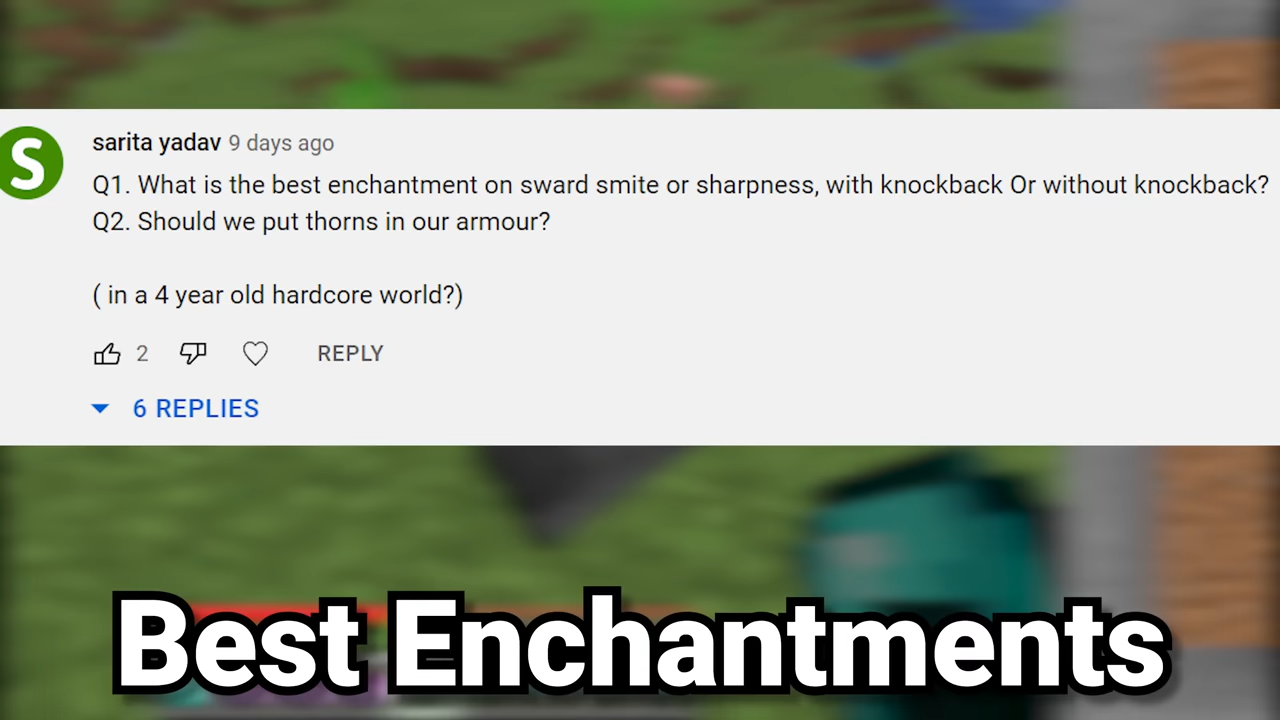 S
sarita yadav 9 days ago
Q1. What is the best enchantment on sward smite or sharpness, with knockback Or without knockback?
Q2. Should we put thorns in our armour?
( in a 4 year old hardcore world?)
2 REPLY
6 REPLIES
Best Enchantments